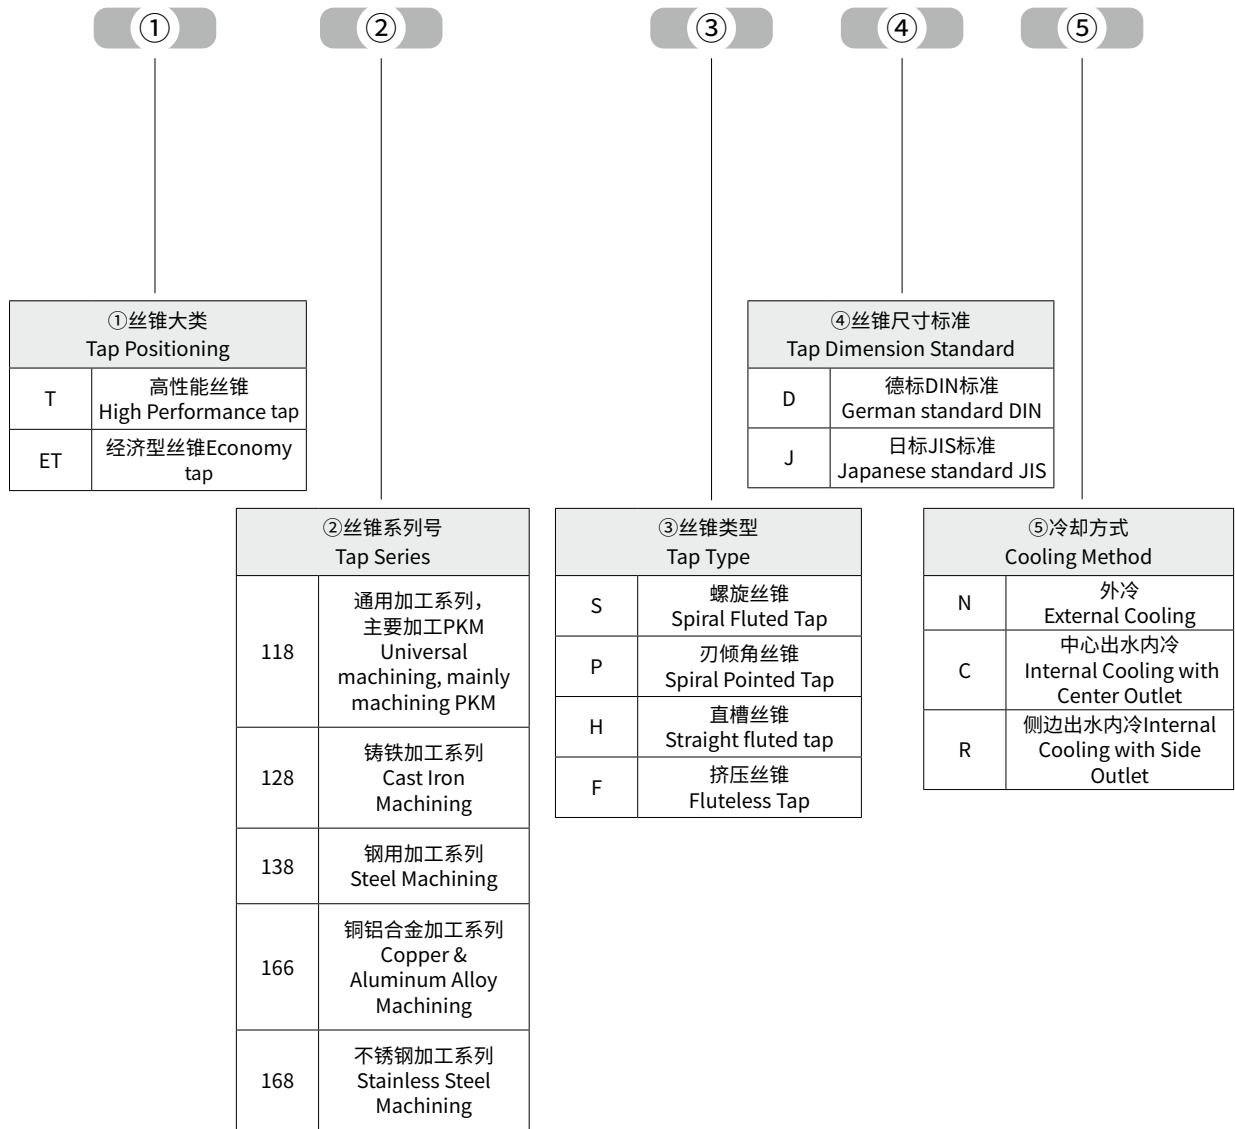 ① ② ③ ④ ⑤
①丝锥大类
Tap Positioning
T
高性能丝锥
High Performance tap
ET
经济型丝锥Economy
tap
④丝锥尺寸标准
Tap Dimension Standard
D
德标DIN标准
German standard DIN
J
日标JIS标准
Japanese standard JIS
②丝锥系列号
Tap Series
118
通用加工系列，
主要加工PKM
Universal
machining, mainly
machining PKM
128
铸铁加工系列
Cast Iron
Machining
138
钢用加工系列
Steel Machining
166
铜铝合金加工系列
Copper &
Aluminum Alloy
Machining
168
不锈钢加工系列
Stainless Steel
Machining
③丝锥类型
Tap Type
S
螺旋丝锥
Spiral Fluted Tap
P
刃倾角丝锥
Spiral Pointed Tap
H
直槽丝锥
Straight fluted tap
F
挤压丝锥
Fluteless Tap
⑤冷却方式
Cooling Method
N
外冷
External Cooling
C
中心出水内冷
Internal Cooling with
Center Outlet
R
侧边出水内冷Internal
Cooling with Side
Outlet